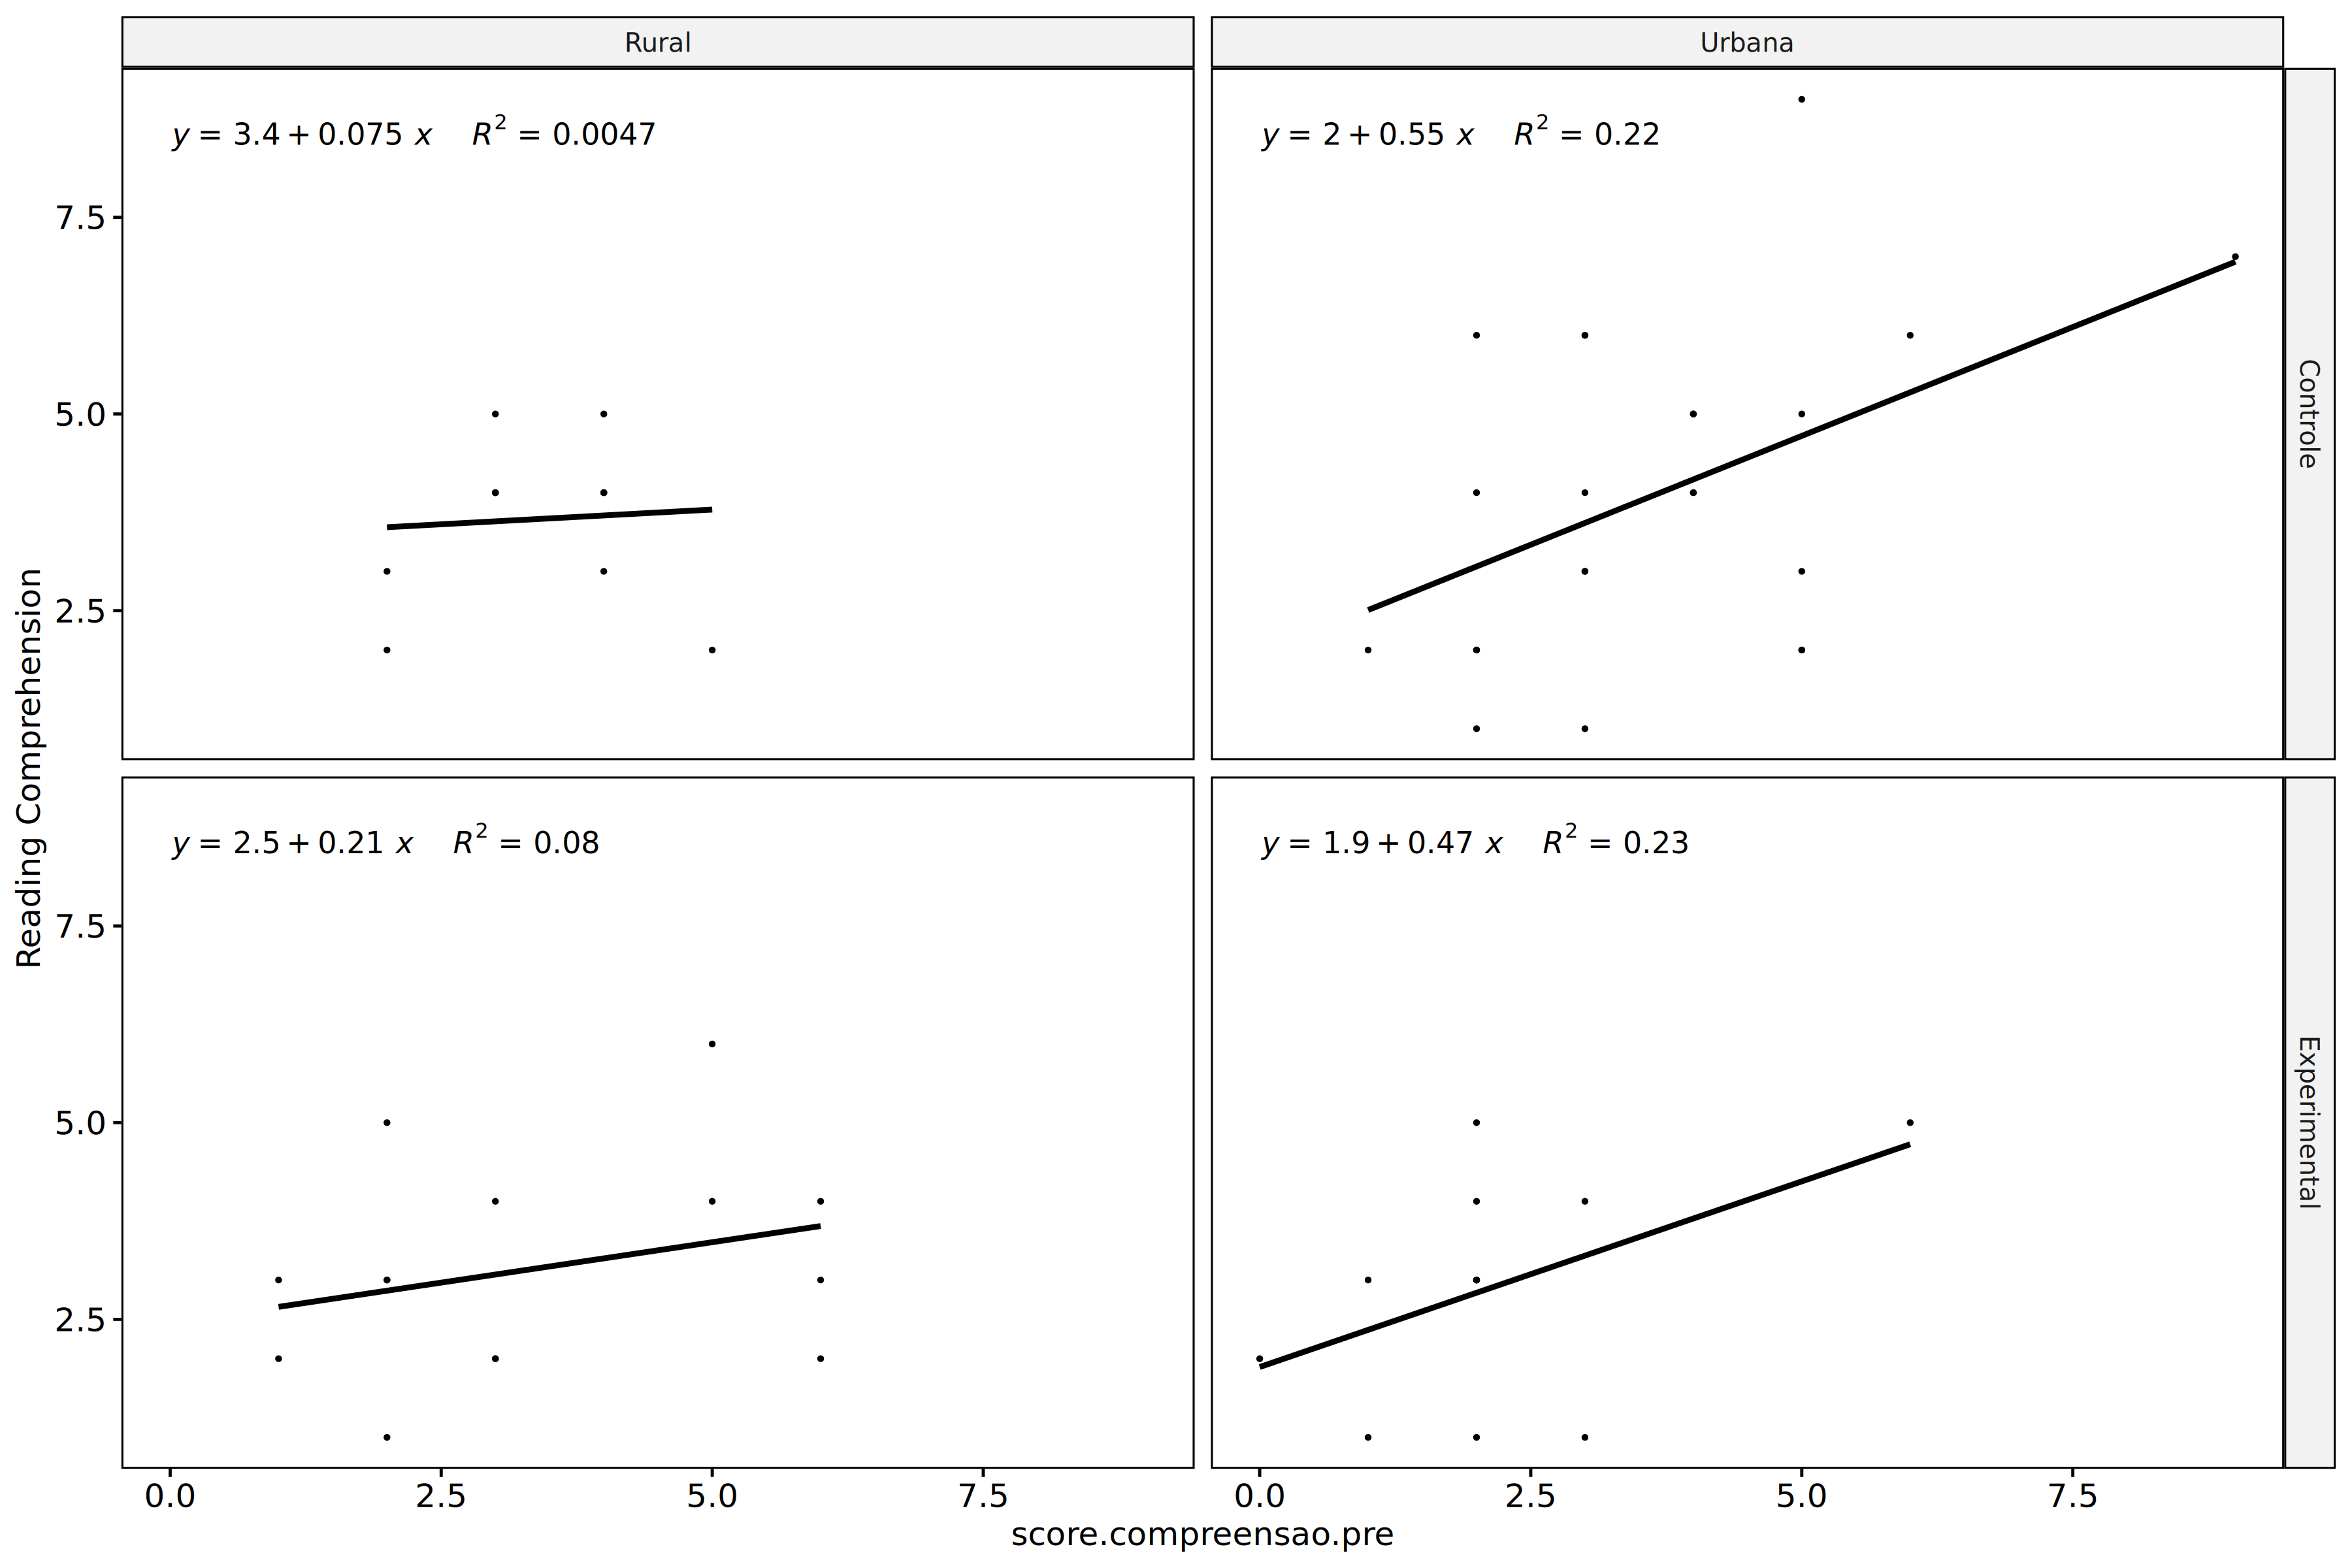 Rural
Urbana
y = 3.4 + 0.075 x R² = 0.0047
y = 2 + 0.55 x R² = 0.22
7.5
5.0
2.5
Controle
Reading Comprehension
y = 2.5 + 0.21 x R² = 0.08
y = 1.9 + 0.47 x R² = 0.23
7.5
5.0
2.5
Experimental
0.0 2.5 5.0 7.5
0.0 2.5 5.0 7.5
score.compreensao.pre